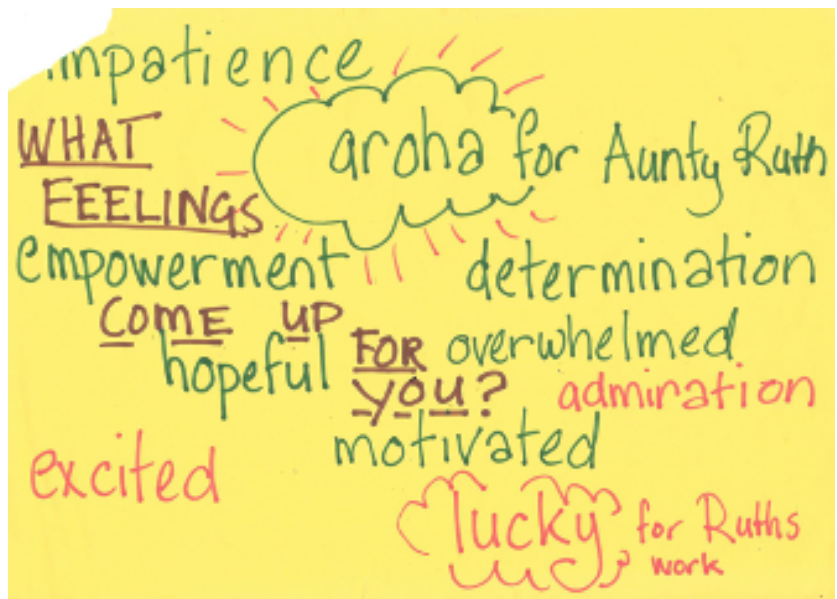 impatience
WHAT
aroha for Aunty Ruth
FEELINGS
empowerment
determination
COME UP
hopeful
FOR
overwhelmed
YOU?
admiration
motivated
excited
lucky for Ruths
work